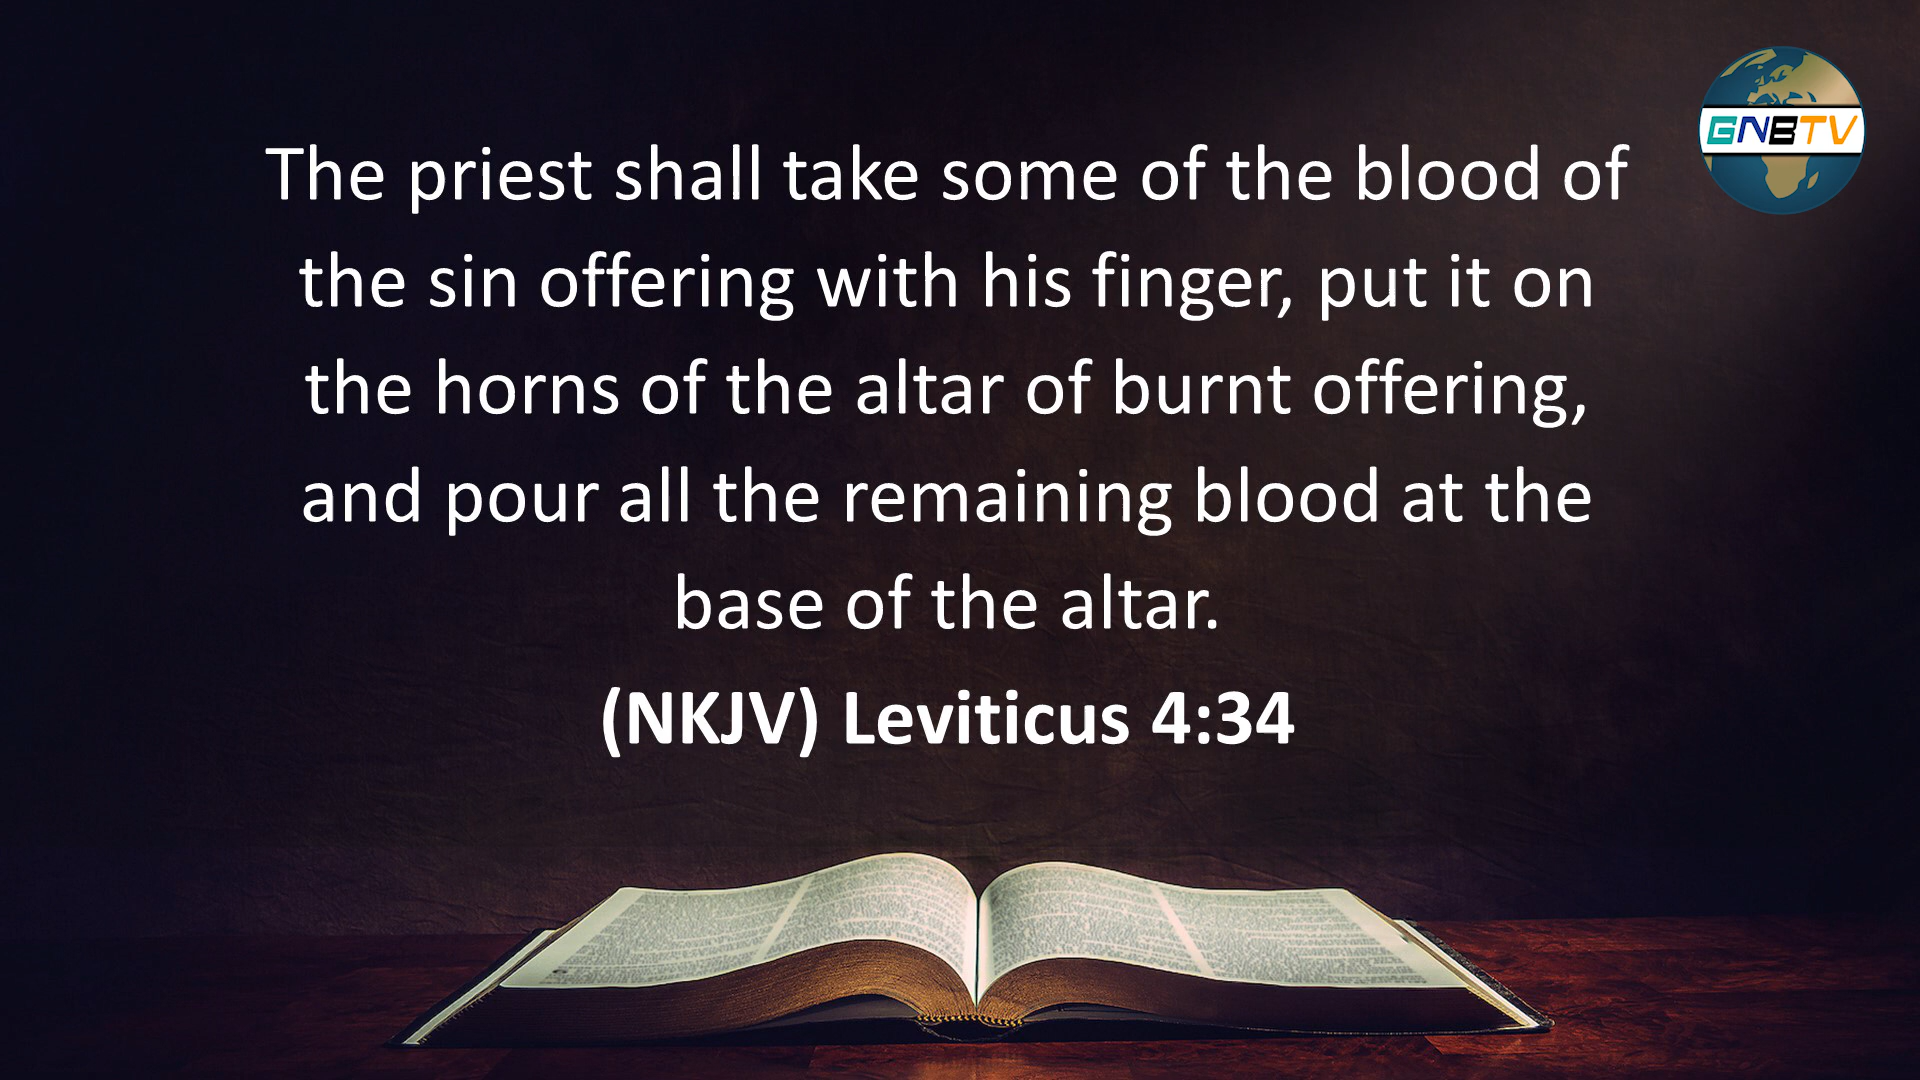 GNBTV
The priest shall take some of the blood of
the sin offering with his finger, put it on
the horns of the altar of burnt offering,
and pour all the remaining blood at the
base of the altar.
(NKJV) Leviticus 4:34